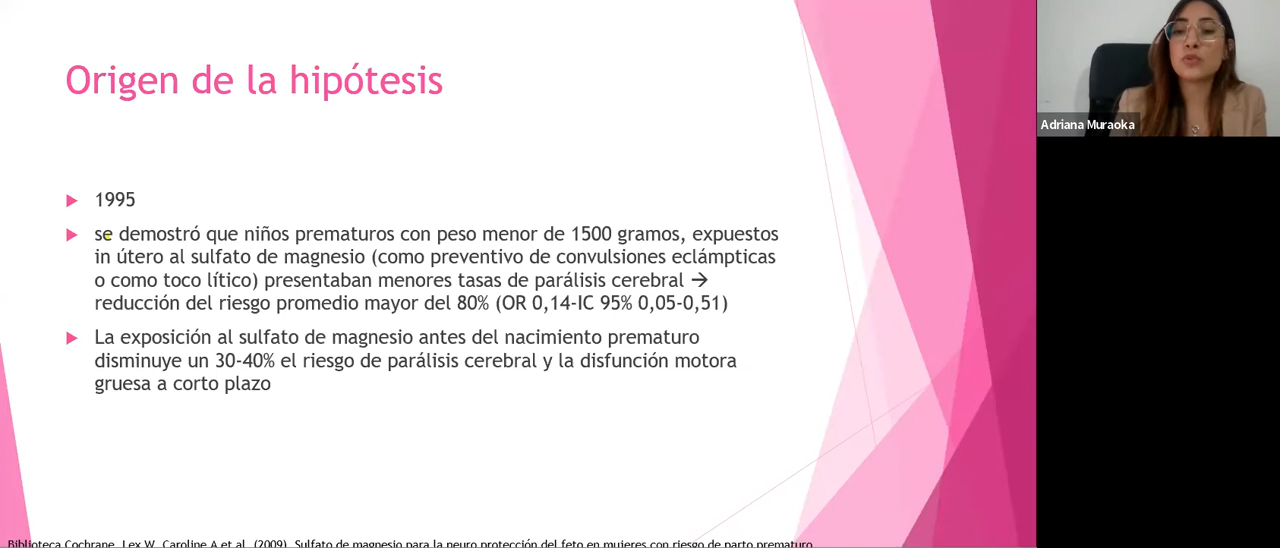 Origen de la hipótesis
1995
se demostró que niños prematuros con peso menor de 1500 gramos, expuestos
in útero al sulfato de magnesio (como preventivo de convulsiones eclámpticas
o como toco lítico) presentaban menores tasas de parálisis cerebral →
reducción del riesgo promedio mayor del 80% (OR 0,14-IC 95% 0,05-0,51)
La exposición al sulfato de magnesio antes del nacimiento prematuro
disminuye un 30-40% el riesgo de parálisis cerebral y la disfunción motora
gruesa a corto plazo
Biblioteca Cochrane. Lex W, Caroline A et al. (2009). Sulfato de magnesio para la neuro protección del feto en mujeres con riesgo de parto prematuro
Adriana Muraoka